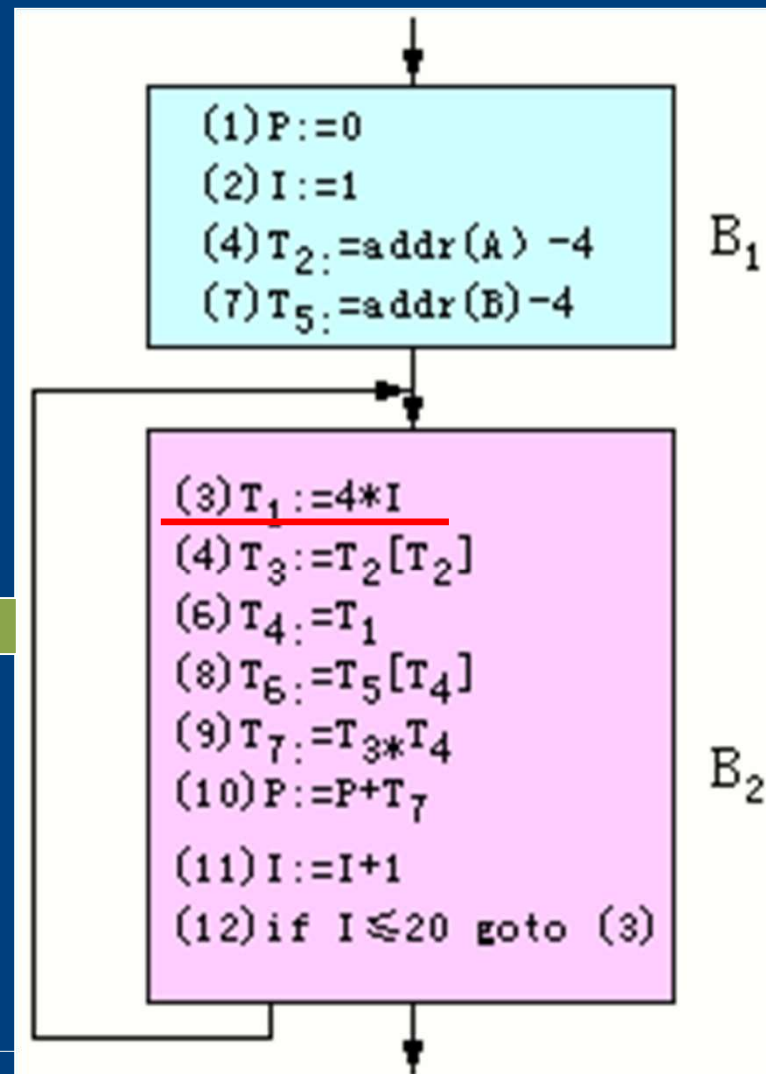 (1)P:=0
(2)I:=1
(4)T₂:=addr(A) -4
(7)T₅:=addr(B)-4
B₁
(3)T₁:=4*I
(4)T₃:=T₂[T₂]
(6)T₄:=T₁
(8)T₆:=T₅[T₄]
(9)T₇:=T₃*T₄
(10)P:=P+T₇
(11)I:=I+1
(12)if I≤20 goto (3)
B₂